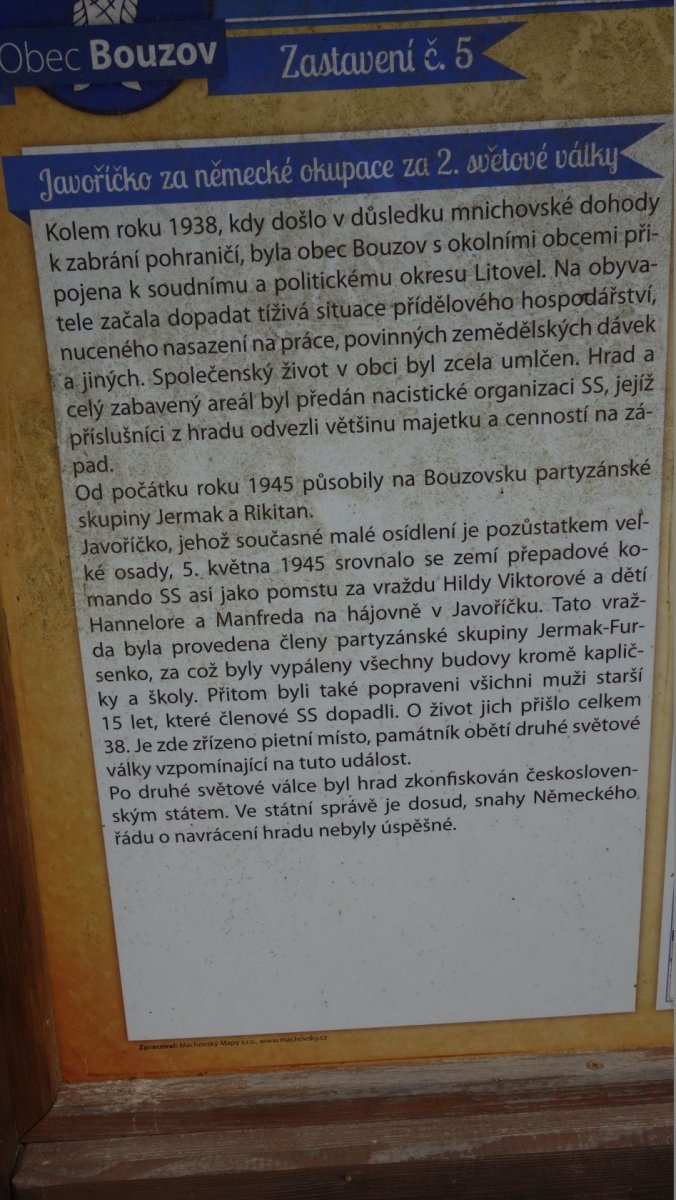 Obec Bouzov
Zastavení č. 5
Javoříčko za německé okupace za 2. světové války
Kolem roku 1938, kdy došlo v důsledku mnichovské dohody
k zabrání pohraničí, byla obec Bouzov s okolními obcemi při-
pojena k soudnímu a politickému okresu Litovel. Na obyva-
tele začala dopadat tíživá situace přídělového hospodářství,
nuceného nasazení na práce, povinných zemědělských dávek
a jiných. Společenský život v obci byl zcela umlčen. Hrad a
celý zabavený areál byl předán nacistické organizaci SS, jejíž
příslušníci z hradu odvezli většinu majetku a cenností na zá-
pad.
Od počátku roku 1945 působily na Bouzovsku partyzánské
skupiny Jermak a Rikitan.
Javoříčko, jehož současné malé osídlení je pozůstatkem vel-
ké osady, 5. května 1945 srovnalo se zemí přepadové ko-
mando SS asi jako pomstu za vraždu Hildy Viktorové a dětí
Hannelore a Manfreda na hájovně v Javoříčku. Tato vraž-
da byla provedena členy partyzánské skupiny Jermak-Fur-
senko, za což byly vypáleny všechny budovy kromě kaplič-
ky a školy. Přitom byli také popraveni všichni muži starší
15 let, které členové SS dopadli. O život jich přišlo celkem
38. Je zde zřízeno pietní místo, památník obětí druhé světové
války vzpomínající na tuto událost.
Po druhé světové válce byl hrad zkonfiskován českosloven-
ským státem. Ve státní správě je dosud, snahy Německého
řádu o navrácení hradu nebyly úspěšné.
Zpracoval: Machovský Mapy s.r.o., www.machovsky.cz